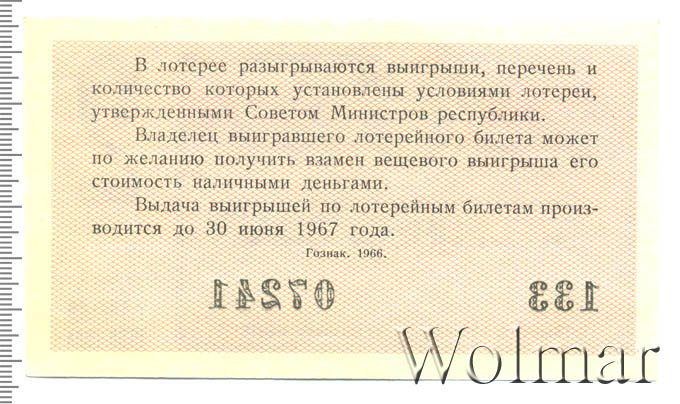 В лотерее разыгрываются выигрыши, перечень и
количество которых установлены условиями лотереи,
утвержденными Советом Министров республики.
Владелец выигравшего лотерейного билета может
по желанию получить взамен вещевого выигрыша его
стоимость наличными деньгами.
Выдача выигрышей по лотерейным билетам произ-
водится до 30 июня 1967 года.
Гознак. 1966.
07241 133
Wolmar